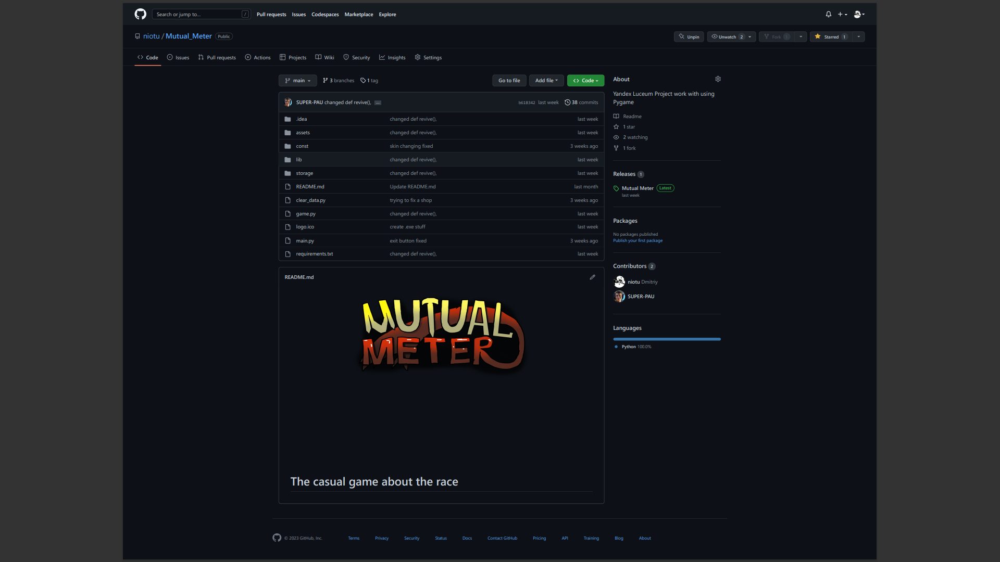 Search or jump to... /
Pull requests Issues Codespaces Marketplace Explore
niotu / Mutual_Meter Public
Unpin Unwatch 2 Fork 1 Starred 1
Code Issues Pull requests Actions Projects Wiki Security Insights Settings
main 3 branches 1 tag
Go to file Add file Code
SUPER-PAU changed def revive(), ... b618342 last week 38 commits
.idea changed def revive(), last week
assets changed def revive(), last week
const skin changing fixed 3 weeks ago
lib changed def revive(), last week
storage changed def revive(), last week
README.md Update README.md last month
clear_data.py trying to fix a shop 3 weeks ago
game.py changed def revive(), last week
logo.ico create .exe stuff last week
main.py exit button fixed 3 weeks ago
requirements.txt changed def revive(), last week
README.md
MUTUAL
METER
The casual game about the race
About
Yandex Luceum Project work with using
Pygame
Readme
1 star
2 watching
1 fork
Releases 1
Mutual Meter Latest
last week
Packages
No packages published
Publish your first package
Contributors 2
niotu Dmitriy
SUPER-PAU
Languages
Python 100.0%
© 2023 GitHub, Inc. Terms Privacy Security Status Docs Contact GitHub Pricing API Training Blog About